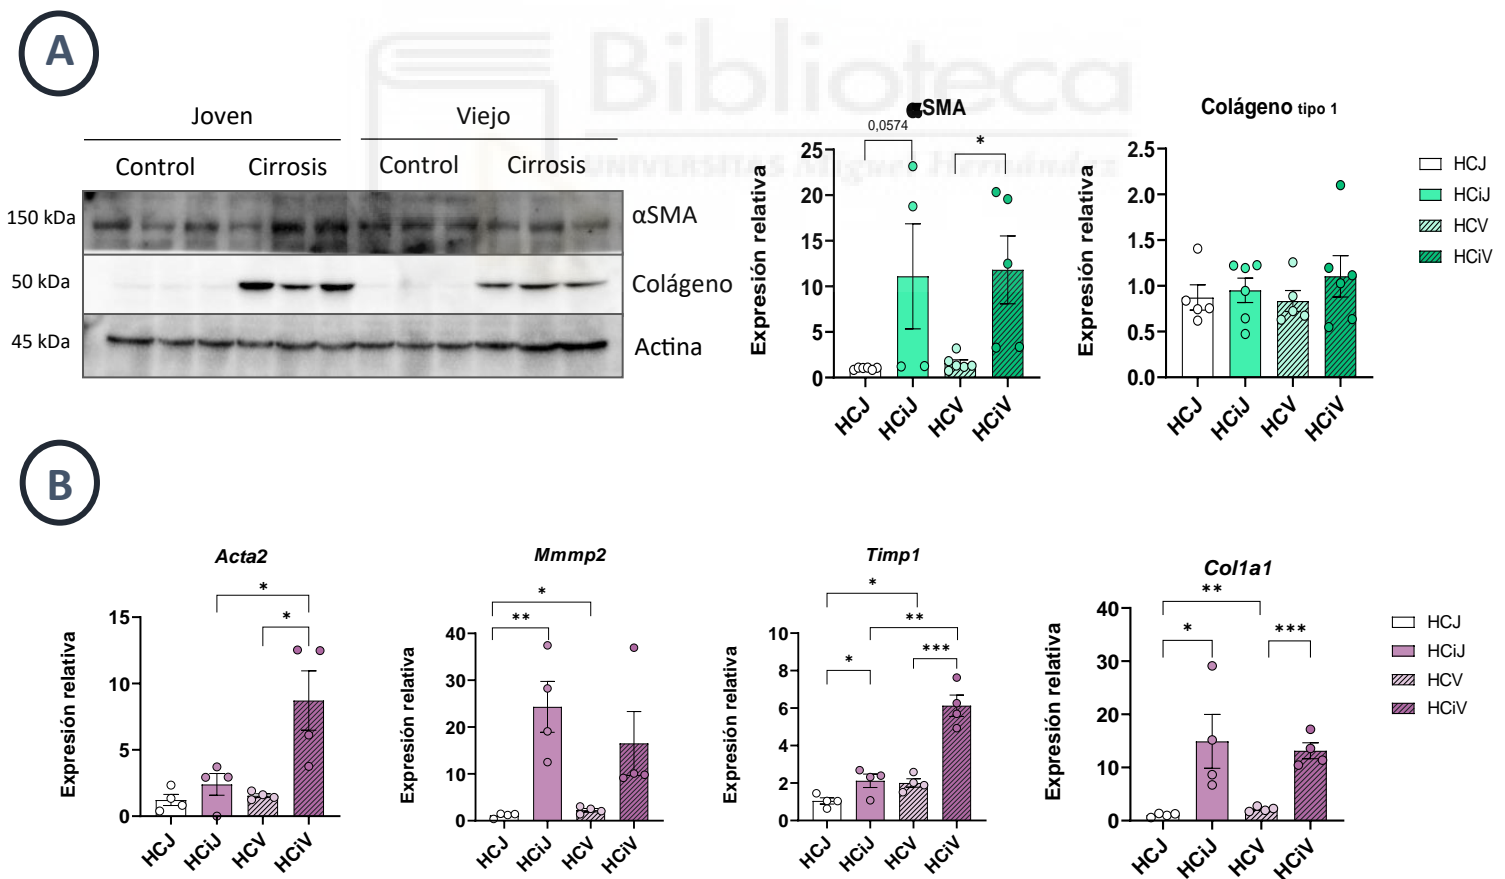 A
Biblioteca
UNIVERSITAS Miguel Hernández
Joven Viejo
Control Cirrosis Control Cirrosis
150 kDa αSMA
50 kDa Colágeno
45 kDa Actina
αSMA
0,0574
*
Expresión relativa
25
20
15
10
5
0
HCJ HCiJ HCV HCiV
Colágeno tipo 1
Expresión relativa
2.5
2.0
1.5
1.0
0.5
0.0
HCJ HCiJ HCV HCiV
HCJ
HCiJ
HCV
HCiV
B
Acta2
*
*
Expresión relativa
15
10
5
0
HCJ HCiJ HCV HCiV
Mmmp2
*
**
Expresión relativa
40
30
20
10
0
HCJ HCiJ HCV HCiV
Timp1
*
**
***
*
Expresión relativa
10
8
6
4
2
0
HCJ HCiJ HCV HCiV
Col1a1
**
* ***
Expresión relativa
40
30
20
10
0
HCJ HCiJ HCV HCiV
HCJ
HCiJ
HCV
HCiV